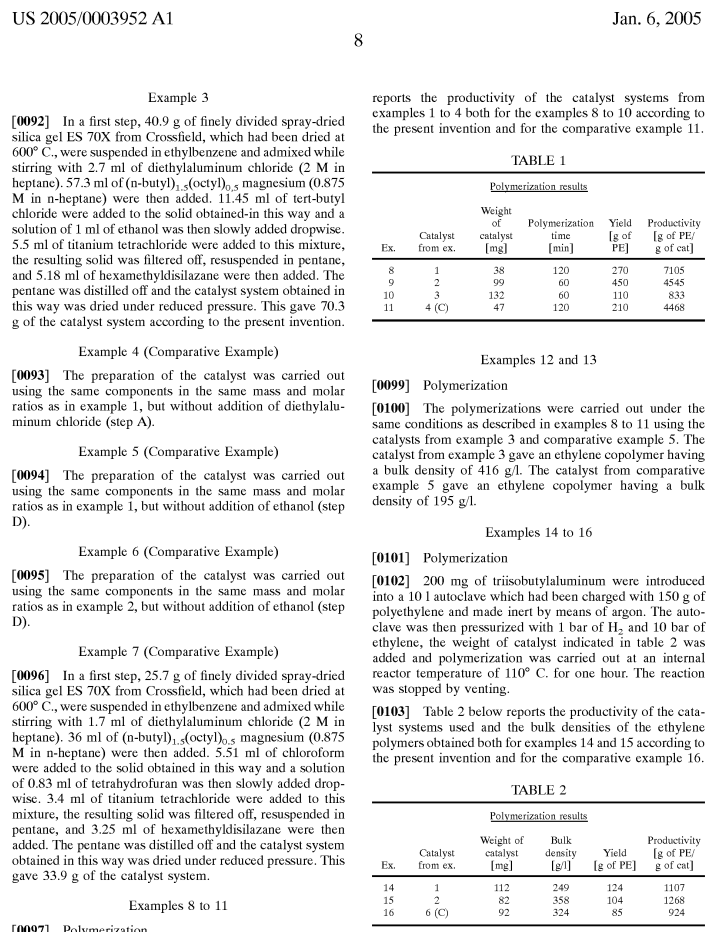 US 2005/0003952 A1
Jan. 6, 2005
8
Example 3
[0092] In a first step, 40.9 g of finely divided spray-dried
silica gel ES 70X from Crossfield, which had been dried at
600° C., were suspended in ethylbenzene and admixed while
stirring with 2.7 ml of diethylaluminum chloride (2 M in
heptane). 57.3 ml of (n-butyl)1.5(octyl)0.5 magnesium (0.875
M in n-heptane) were then added. 11.45 ml of tert-butyl
chloride were added to the solid obtained-in this way and a
solution of 1 ml of ethanol was then slowly added dropwise.
5.5 ml of titanium tetrachloride were added to this mixture,
the resulting solid was filtered off, resuspended in pentane,
and 5.18 ml of hexamethyldisilazane were then added. The
pentane was distilled off and the catalyst system obtained in
this way was dried under reduced pressure. This gave 70.3
g of the catalyst system according to the present invention.
Example 4 (Comparative Example)
[0093] The preparation of the catalyst was carried out
using the same components in the same mass and molar
ratios as in example 1, but without addition of diethylalu-
minum chloride (step A).
Example 5 (Comparative Example)
[0094] The preparation of the catalyst was carried out
using the same components in the same mass and molar
ratios as in example 1, but without addition of ethanol (step
D).
Example 6 (Comparative Example)
[0095] The preparation of the catalyst was carried out
using the same components in the same mass and molar
ratios as in example 2, but without addition of ethanol (step
D).
Example 7 (Comparative Example)
[0096] In a first step, 25.7 g of finely divided spray-dried
silica gel ES 70X from Crossfield, which had been dried at
600° C., were suspended in ethylbenzene and admixed while
stirring with 1.7 ml of diethylaluminum chloride (2 M in
heptane). 36 ml of (n-butyl)1.5(octyl)0.5 magnesium (0.875
M in n-heptane) were then added. 5.51 ml of chloroform
were added to the solid obtained in this way and a solution
of 0.83 ml of tetrahydrofuran was then slowly added drop-
wise. 3.4 ml of titanium tetrachloride were added to this
mixture, the resulting solid was filtered off, resuspended in
pentane, and 3.25 ml of hexamethyldisilazane were then
added. The pentane was distilled off and the catalyst system
obtained in this way was dried under reduced pressure. This
gave 33.9 g of the catalyst system.
Examples 8 to 11
[0097] Polymerization
reports the productivity of the catalyst systems from
examples 1 to 4 both for the examples 8 to 10 according to
the present invention and for the comparative example 11.
TABLE 1
Polymerization results
Weight
of Polymerization Yield Productivity
Catalyst catalyst time [g of [g of PE/
Ex. from ex. [mg] [min] PE] g of cat]
8 1 38 120 270 7105
9 2 99 60 450 4545
10 3 132 60 110 833
11 4 (C) 47 120 210 4468
Examples 12 and 13
[0099] Polymerization
[0100] The polymerizations were carried out under the
same conditions as described in examples 8 to 11 using the
catalysts from example 3 and comparative example 5. The
catalyst from example 3 gave an ethylene copolymer having
a bulk density of 416 g/l. The catalyst from comparative
example 5 gave an ethylene copolymer having a bulk
density of 195 g/l.
Examples 14 to 16
[0101] Polymerization
[0102] 200 mg of triisobutylaluminum were introduced
into a 10 l autoclave which had been charged with 150 g of
polyethylene and made inert by means of argon. The auto-
clave was then pressurized with 1 bar of H2 and 10 bar of
ethylene, the weight of catalyst indicated in table 2 was
added and polymerization was carried out at an internal
reactor temperature of 110° C. for one hour. The reaction
was stopped by venting.
[0103] Table 2 below reports the productivity of the cata-
lyst systems used and the bulk densities of the ethylene
polymers obtained both for examples 14 and 15 according to
the present invention and for the comparative example 16.
TABLE 2
Polymerization results
Weight of Bulk Productivity
Catalyst catalyst density Yield [g of PE/
Ex. from ex. [mg] [g/l] [g of PE] g of cat]
14 1 112 249 124 1107
15 2 82 358 104 1268
16 6 (C) 92 324 85 924